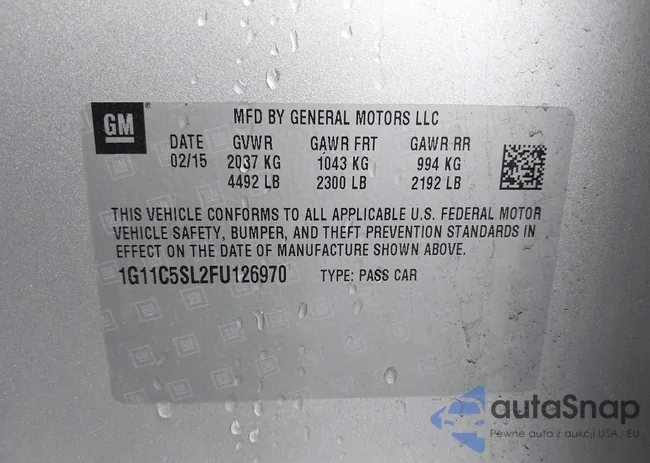 GM
MFD BY GENERAL MOTORS LLC
DATE GVWR GAWR FRT GAWR RR
02/15 2037 KG 1043 KG 994 KG
4492 LB 2300 LB 2192 LB
THIS VEHICLE CONFORMS TO ALL APPLICABLE U.S. FEDERAL MOTOR
VEHICLE SAFETY, BUMPER, AND THEFT PREVENTION STANDARDS IN
EFFECT ON THE DATE OF MANUFACTURE SHOWN ABOVE.
1G11C5SL2FU126970 TYPE: PASS CAR
autaSnap
Pewne auta z aukcji USA i EU